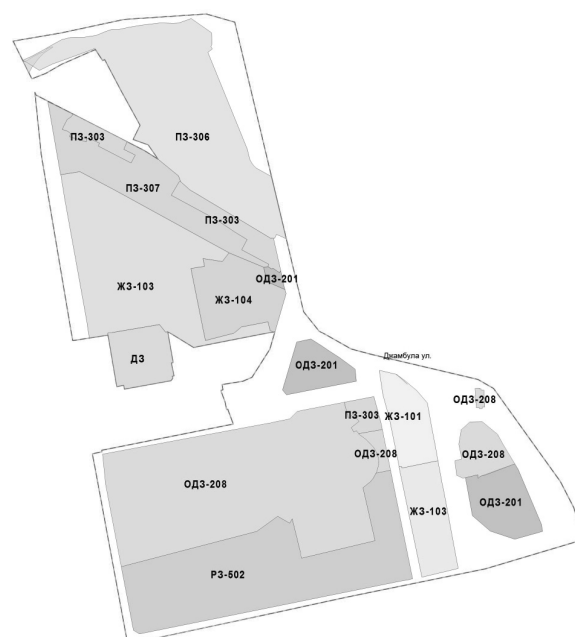 ПЗ-303
ПЗ-306
ПЗ-307
ПЗ-303
ОДЗ-201
ЖЗ-103
ЖЗ-104
ДЗ
Джамбула ул.
ОДЗ-201
ОДЗ-208
ПЗ-303
ЖЗ-101
ОДЗ-208
ОДЗ-208
ОДЗ-208
ОДЗ-201
ЖЗ-103
РЗ-502